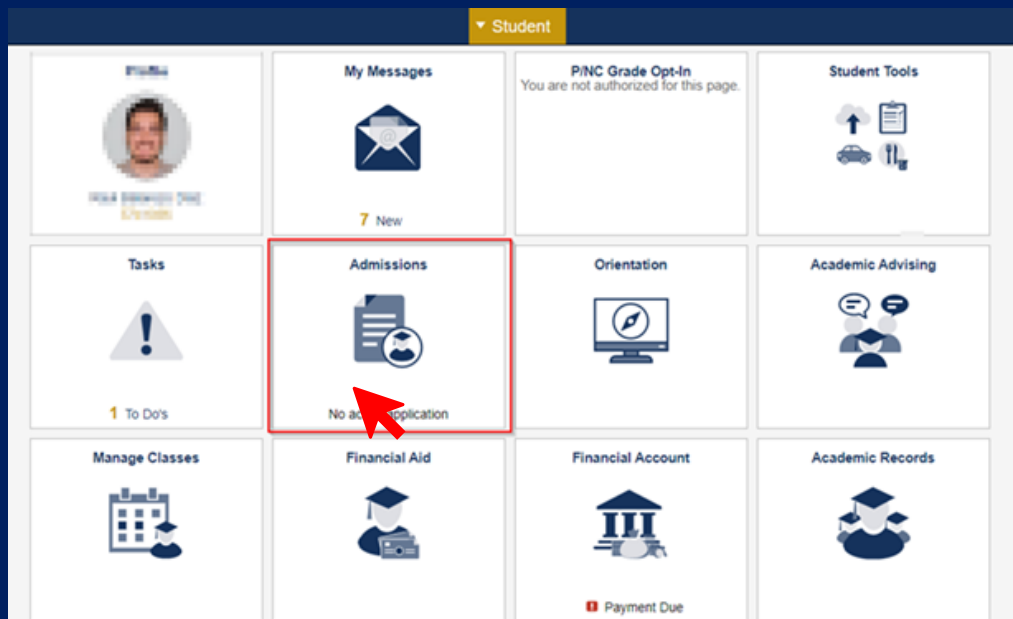 Student
My Messages
P/NC Grade Opt-In
Student Tools
You are not authorized for this page.
@
7 New
Tasks
Admissions
Orientation
Academic Advising
1 To Do's
No application
Manage Classes
Financial Aid
Financial Account
Academic Records
Payment Due